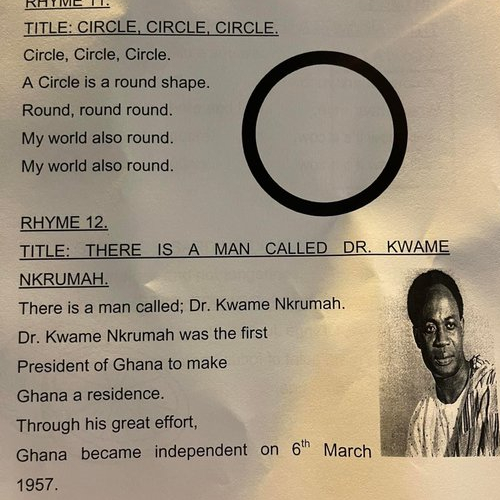 RHYME 11.
TITLE: CIRCLE, CIRCLE, CIRCLE.
Circle, Circle, Circle.
A Circle is a round shape.
Round, round round.
My world also round.
My world also round.
RHYME 12.
TITLE: THERE IS A MAN CALLED DR. KWAME
NKRUMAH.
There is a man called; Dr. Kwame Nkrumah.
Dr. Kwame Nkrumah was the first
President of Ghana to make
Ghana a residence.
Through his great effort,
Ghana became independent on 6th March
1957.